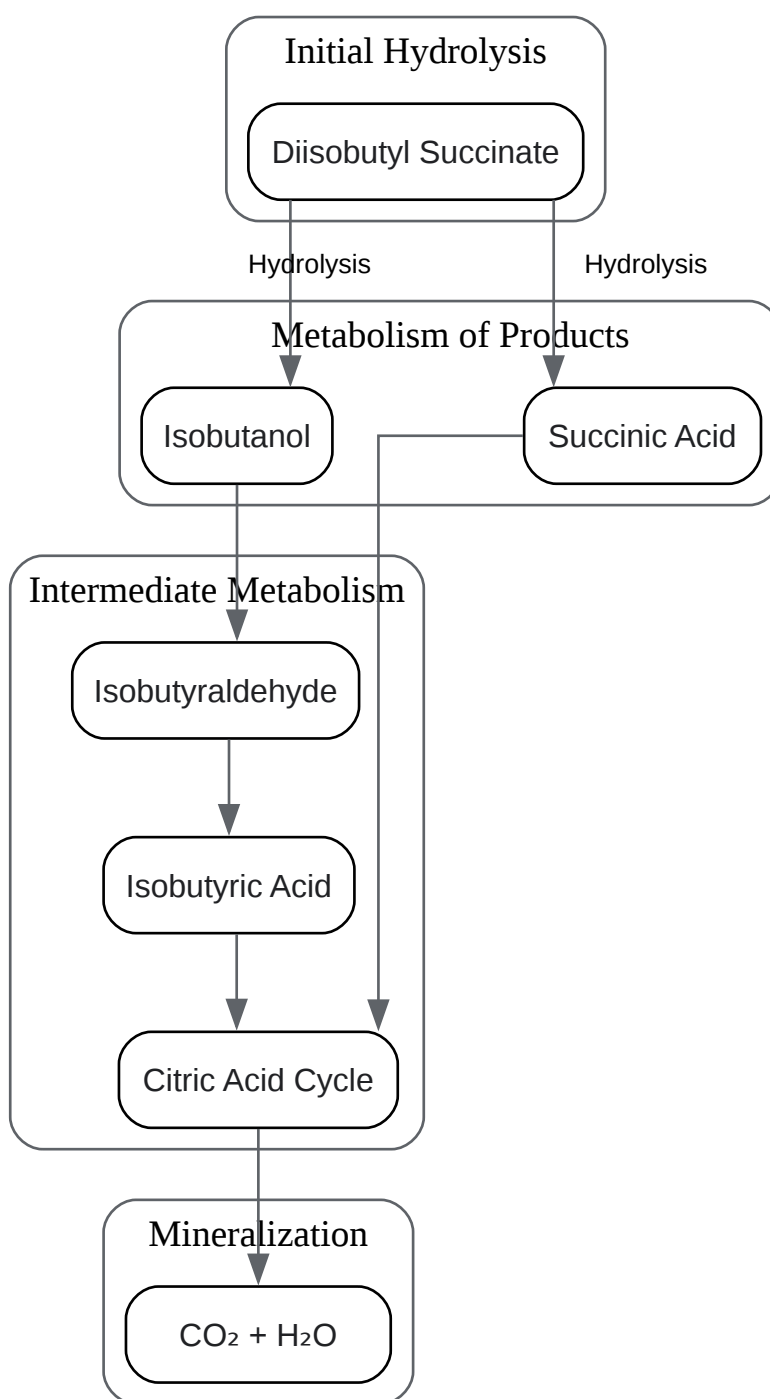 Initial Hydrolysis
Diisobutyl Succinate
Hydrolysis
Hydrolysis
Metabolism of Products
Isobutanol
Succinic Acid
Intermediate Metabolism
Isobutyraldehyde
Isobutyric Acid
Citric Acid Cycle
Mineralization
CO₂ + H₂O